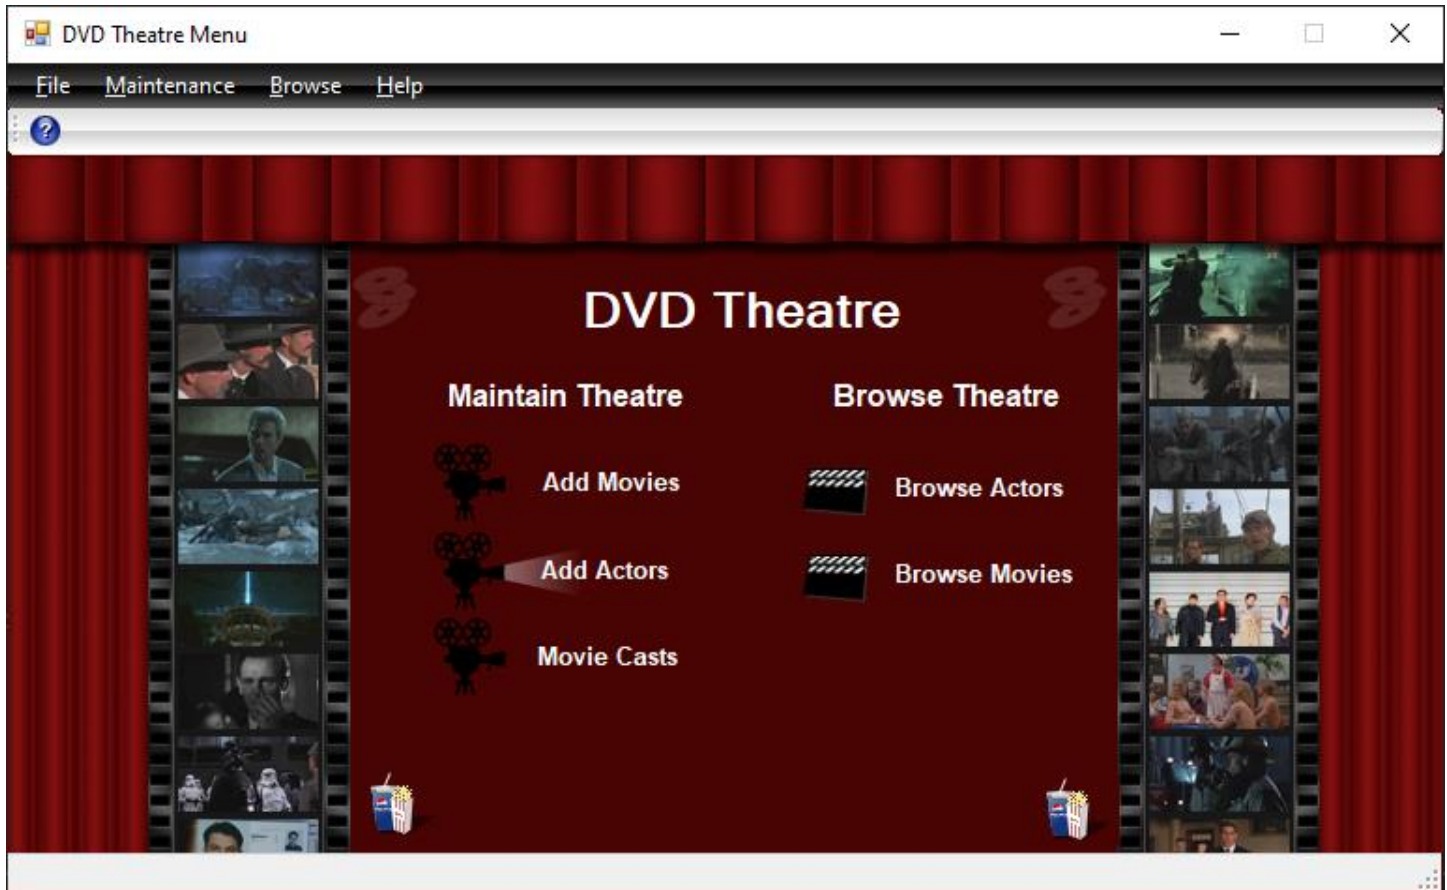 DVD Theatre Menu
File Maintenance Browse Help
DVD Theatre
Maintain Theatre
Browse Theatre
Add Movies
Browse Actors
Add Actors
Browse Movies
Movie Casts